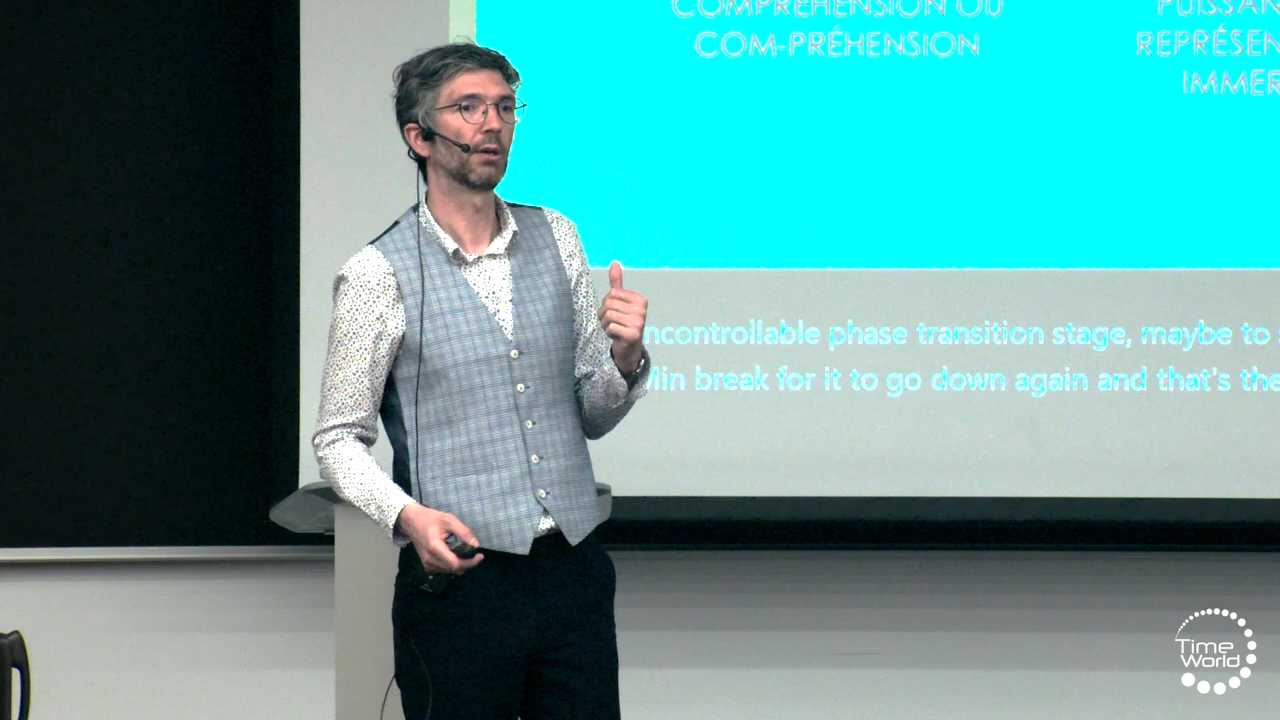 COMPRÉHENSION OU
COM-PRÉHENSION
REPRÉSEN
IMMER
ncontrollable phase transition stage, maybe to
Min break for it to go down again and that's the
Time
World